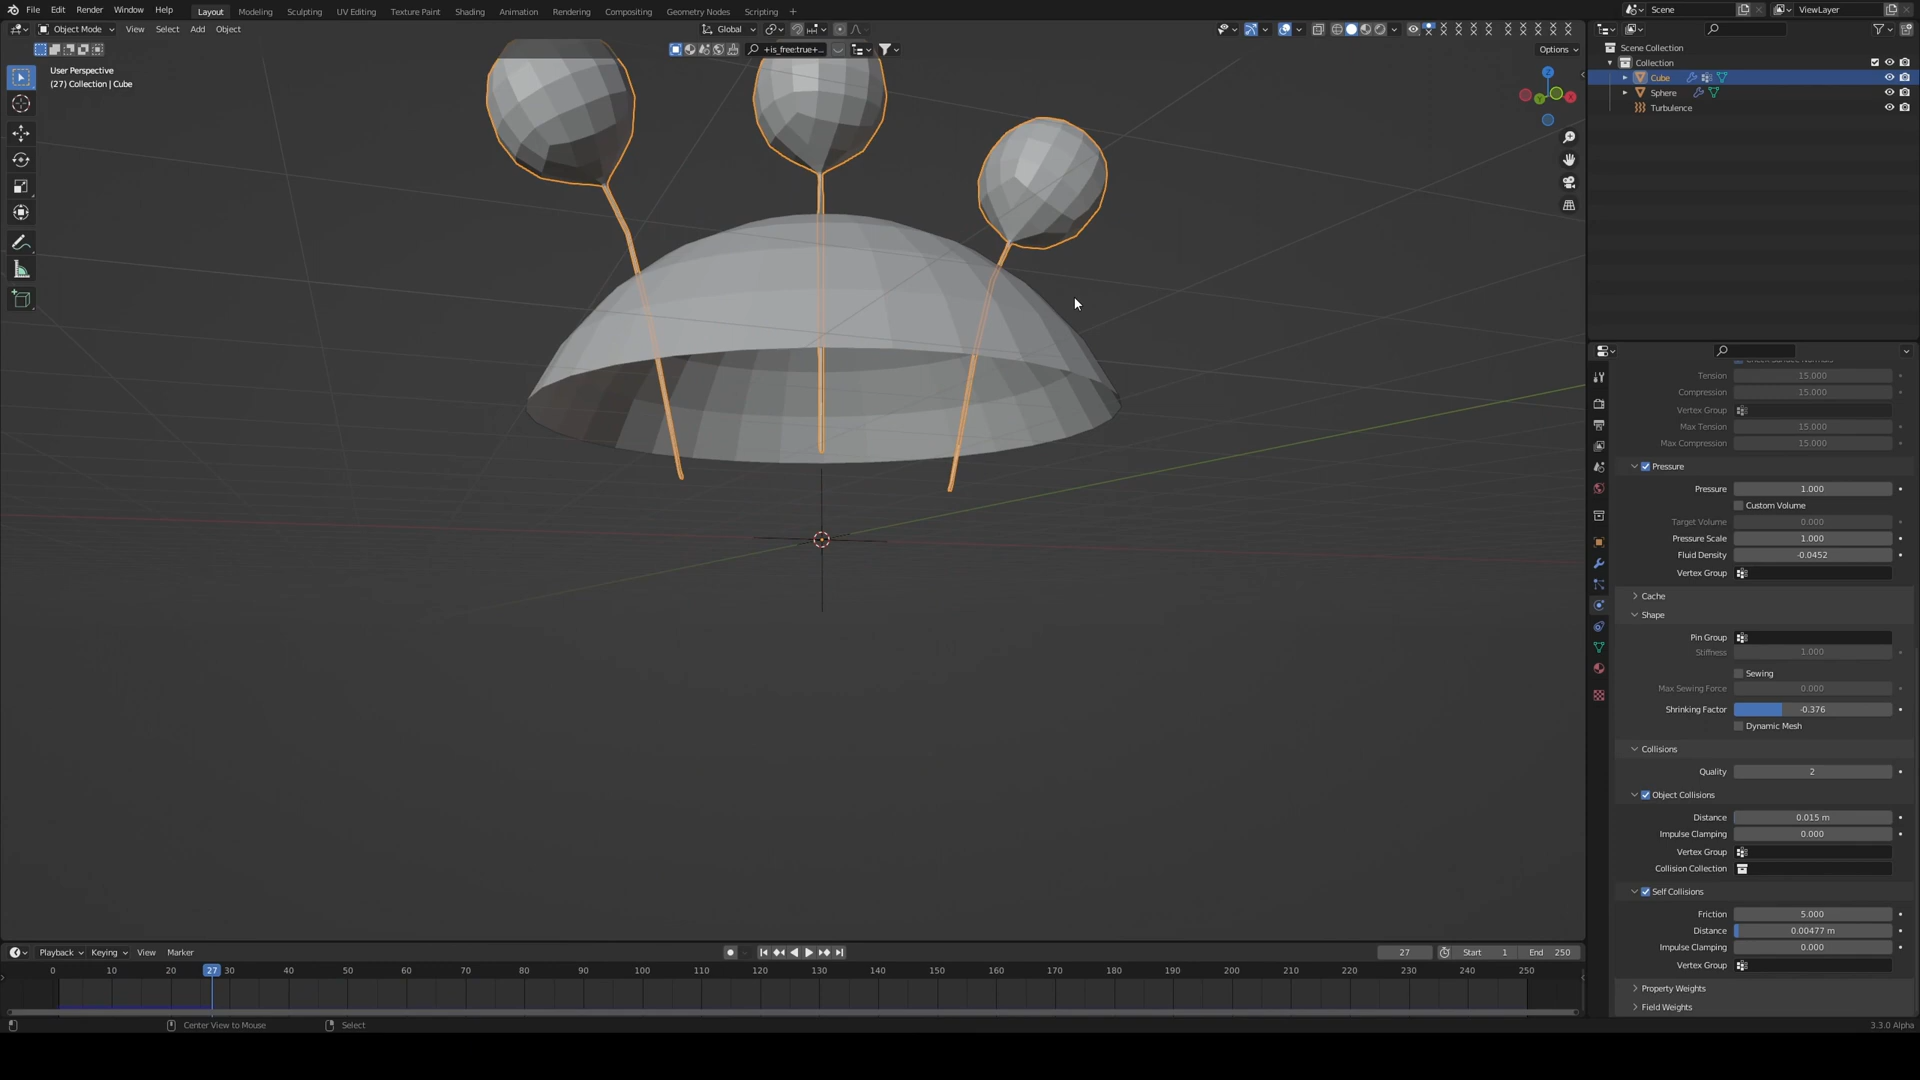 File Edit Render Window Help Layout Modeling Sculpting UV Editing Texture Paint Shading Animation Rendering Compositing Geometry Nodes Scripting + Scene ViewLayer
Object Mode View Select Add Object Global
+is_free:true+... Options
User Perspective
(27) Collection | Cube
Scene Collection
Collection
Cube
Sphere
Turbulence
Tension 15.000
Compression 15.000
Vertex Group
Max Tension 15.000
Max Compression 15.000
Pressure
Pressure 1.000
Custom Volume
Target Volume 0.000
Pressure Scale 1.000
Fluid Density -0.0452
Vertex Group
Cache
Shape
Pin Group
Stiffness 1.000
Sewing
Max Sewing Force 0.000
Shrinking Factor -0.376
Dynamic Mesh
Collisions
Quality 2
Object Collisions
Distance 0.015 m
Impulse Clamping 0.000
Vertex Group
Collision Collection
Self Collisions
Friction 5.000
Distance 0.00477 m
Impulse Clamping 0.000
Vertex Group
Property Weights
Field Weights
Playback Keying View Marker 27 Start 1 End 250
0 10 20 27 30 40 50 60 70 80 90 100 110 120 130 140 150 160 170 180 190 200 210 220 230 240 250
Center View to Mouse Select 3.3.0 Alpha